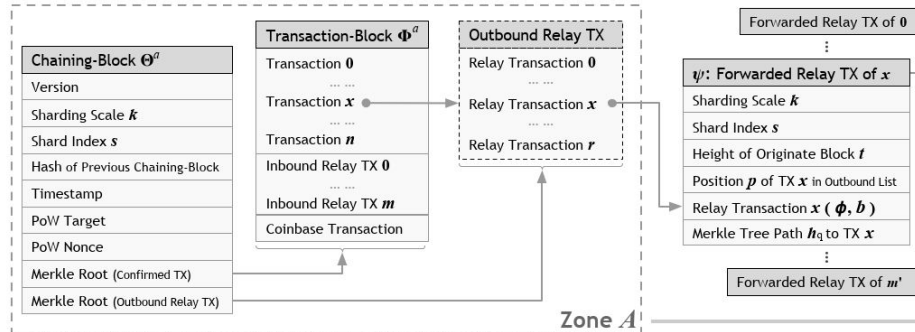 Chaining-Block Θᵃ
Version
Sharding Scale k
Shard Index s
Hash of Previous Chaining-Block
Timestamp
PoW Target
PoW Nonce
Merkle Root (Confirmed TX)
Merkle Root (Outbound Relay TX)
Transaction-Block Φᵃ
Transaction 0
... ...
Transaction x
... ...
Transaction n
Inbound Relay TX 0
... ...
Inbound Relay TX m
Coinbase Transaction
Outbound Relay TX
Relay Transaction 0
... ...
Relay Transaction x
... ...
Relay Transaction r
Zone A
Forwarded Relay TX of 0
⋮
ψ: Forwarded Relay TX of x
Sharding Scale k
Shard Index s
Height of Originate Block t
Position p of TX x in Outbound List
Relay Transaction x ( ϕ, b )
Merkle Tree Path hq to TX x
⋮
Forwarded Relay TX of m'